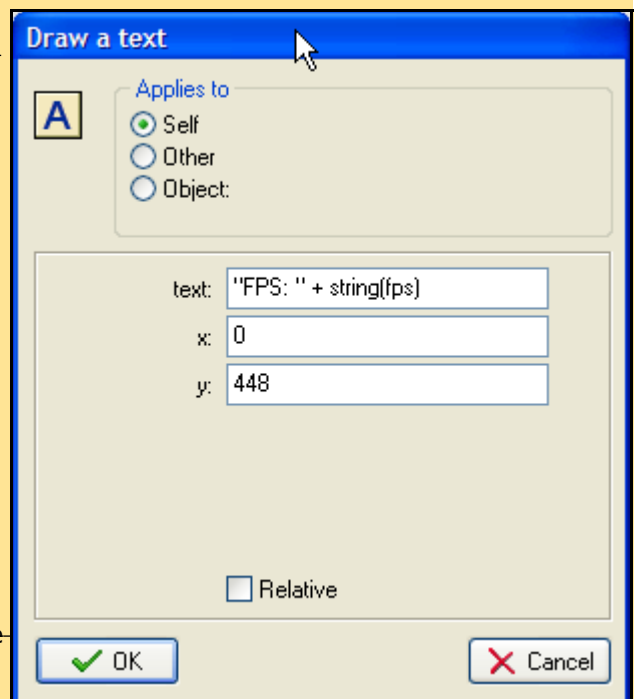 Draw a text
A
Applies to
Self
Other
Object:
text: "FPS: " + string(fps)
x: 0
y: 448
Relative
OK
Cancel